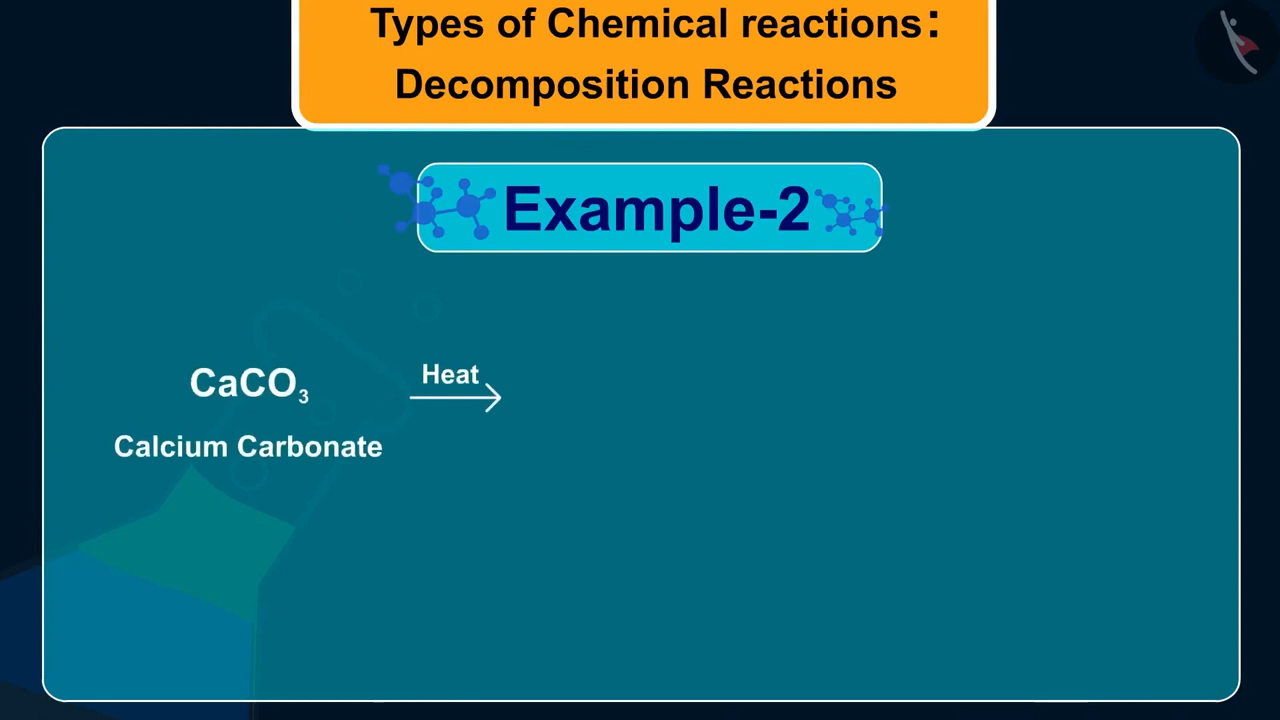 Types of Chemical reactions:
Decomposition Reactions
Example-2
CaCO₃
Heat
Calcium Carbonate